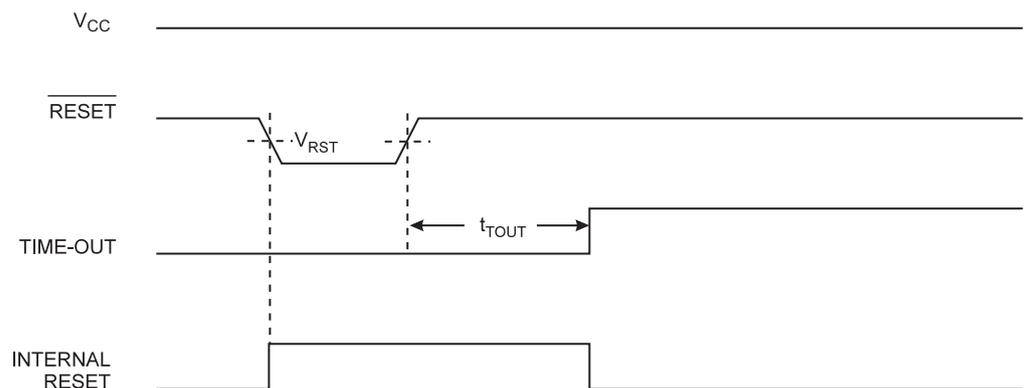 VCC
RESET
VRST
tTOUT
TIME-OUT
INTERNAL
RESET